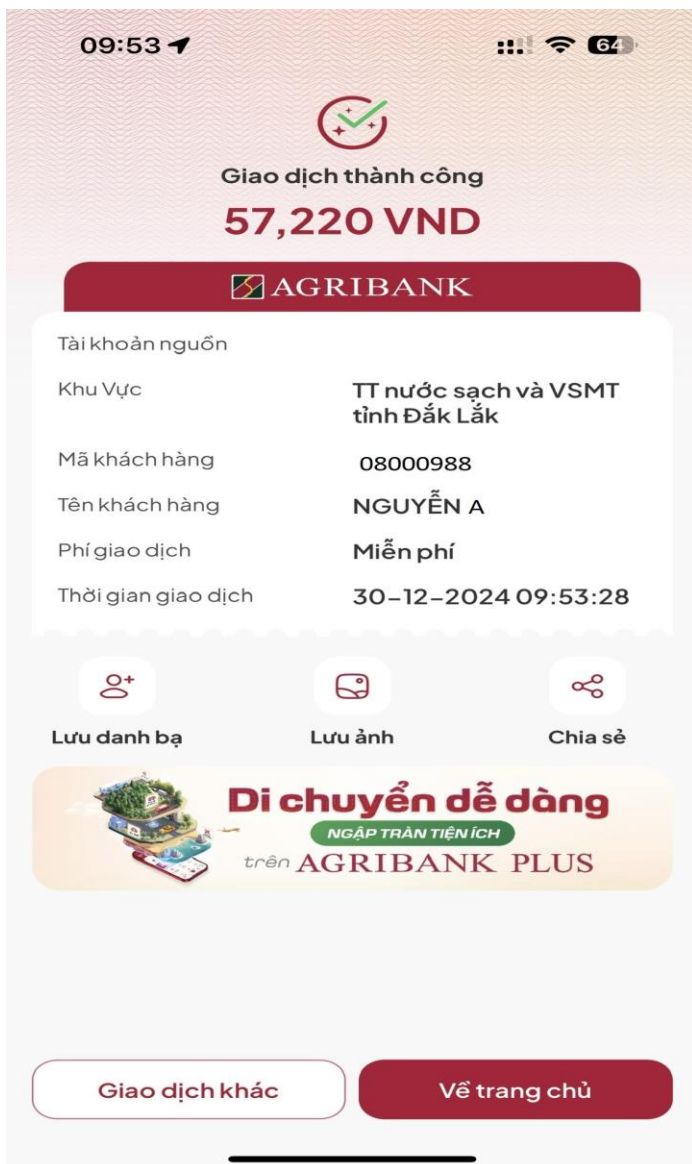 09:53
64
Giao dịch thành công
57,220 VND
AGRIBANK
Tài khoản nguồn
Khu Vực TT nước sạch và VSMT
tỉnh Đắk Lắk
Mã khách hàng 08000988
Tên khách hàng NGUYỄN A
Phí giao dịch Miễn phí
Thời gian giao dịch 30-12-2024 09:53:28
Lưu danh bạ Lưu ảnh Chia sẻ
Di chuyển dễ dàng
NGẬP TRÀN TIỆN ÍCH
trên AGRIBANK PLUS
Giao dịch khác Về trang chủ